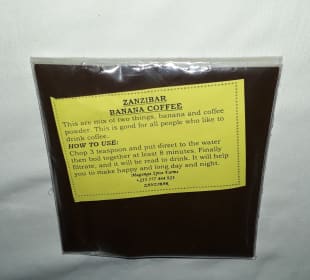 ZANZIBAR
BANANA COFFEE
This are mix of two things, banana and coffee
powder. This is good for all people who like to
drink coffee.
HOW TO USE:
Chop 3 teaspoon and put direct to the water
then boil together at least 8 minutes. Finally
filtrate, and it will be read to drink. It will help
you to make happy and long day and night.
Spice Farms
ZANZIBAR